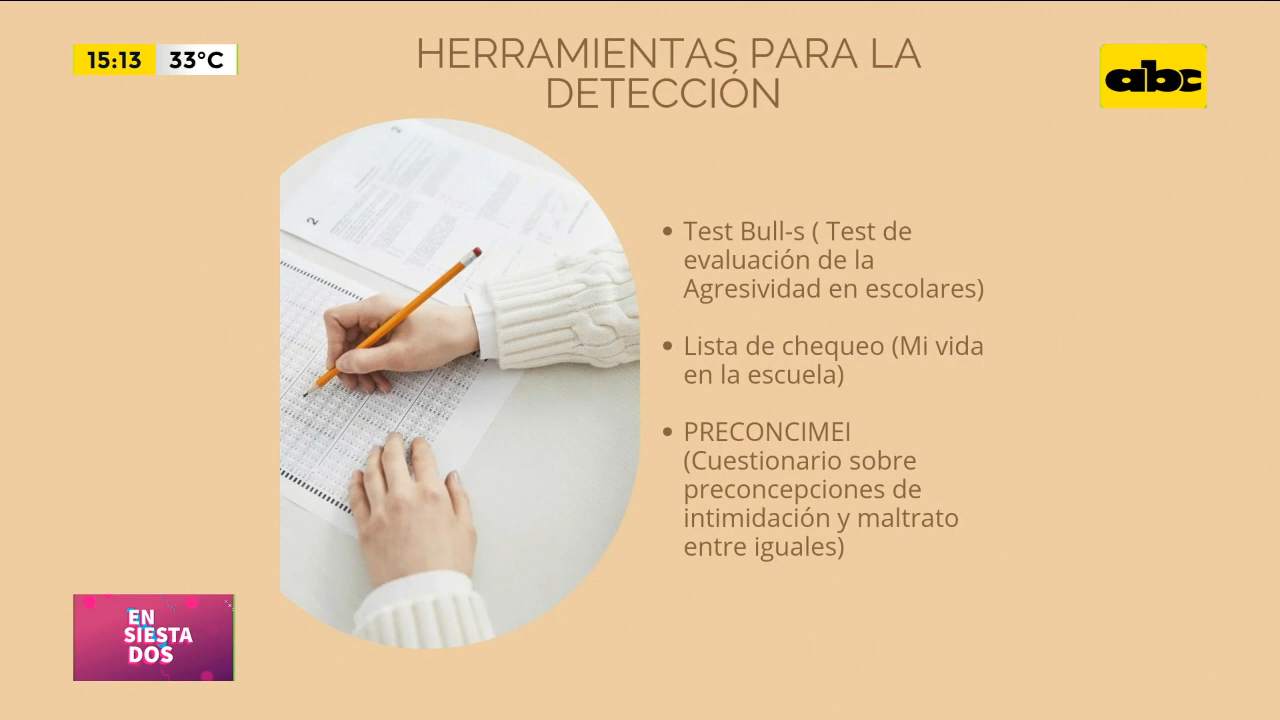 15:13 33°C
HERRAMIENTAS PARA LA
DETECCIÓN
abc
2
2
• Test Bull-s ( Test de
evaluación de la
Agresividad en escolares)
• Lista de chequeo (Mi vida
en la escuela)
• PRECONCIMEI
(Cuestionario sobre
preconcepciones de
intimidación y maltrato
entre iguales)
EN
SIESTA
DOS